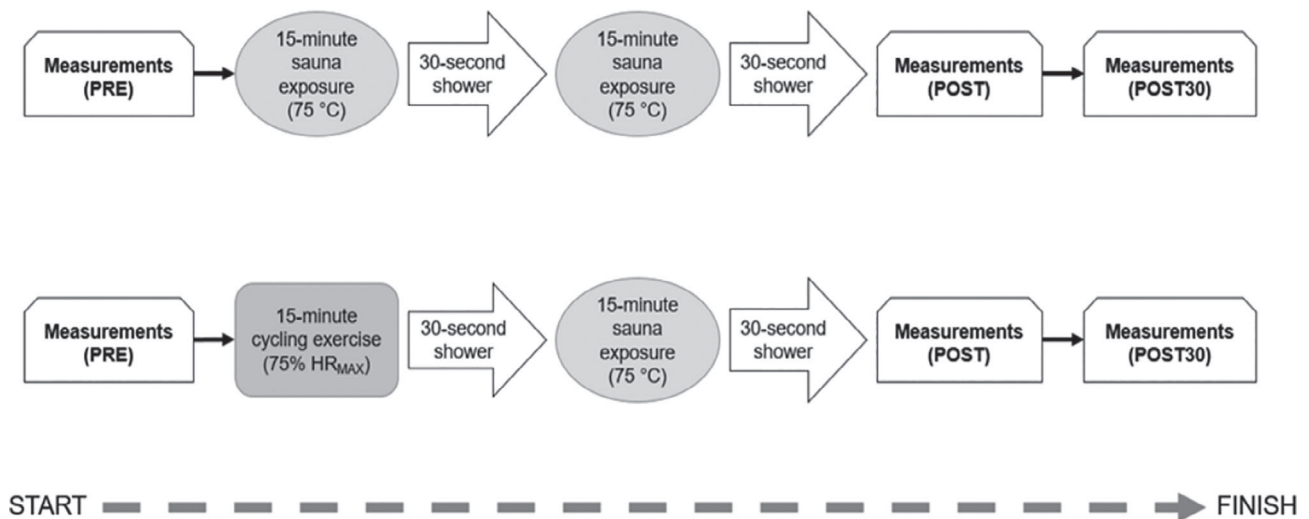 Measurements
(PRE)
15-minute
sauna
exposure
(75 °C)
30-second
shower
15-minute
sauna
exposure
(75 °C)
30-second
shower
Measurements
(POST)
Measurements
(POST30)
Measurements
(PRE)
15-minute
cycling exercise
(75% HRMAX)
30-second
shower
15-minute
sauna
exposure
(75 °C)
30-second
shower
Measurements
(POST)
Measurements
(POST30)
START
FINISH